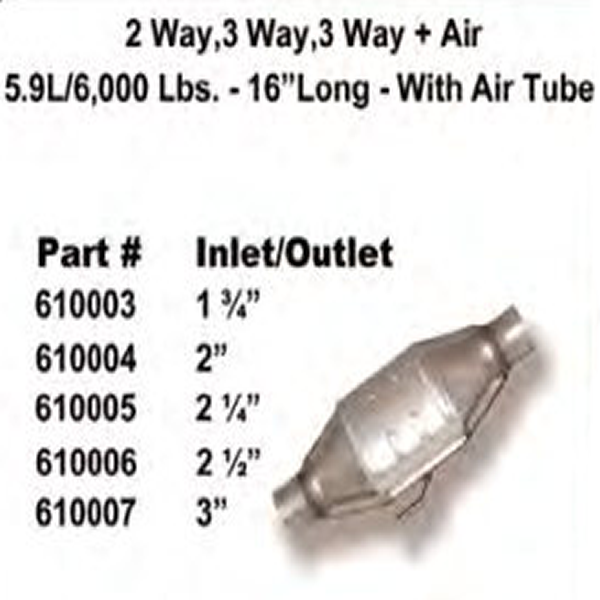 2 Way,3 Way,3 Way + Air
5.9L/6,000 Lbs. - 16”Long - With Air Tube
Part # Inlet/Outlet
610003 1 ¾”
610004 2”
610005 2 ¼”
610006 2 ½”
610007 3”